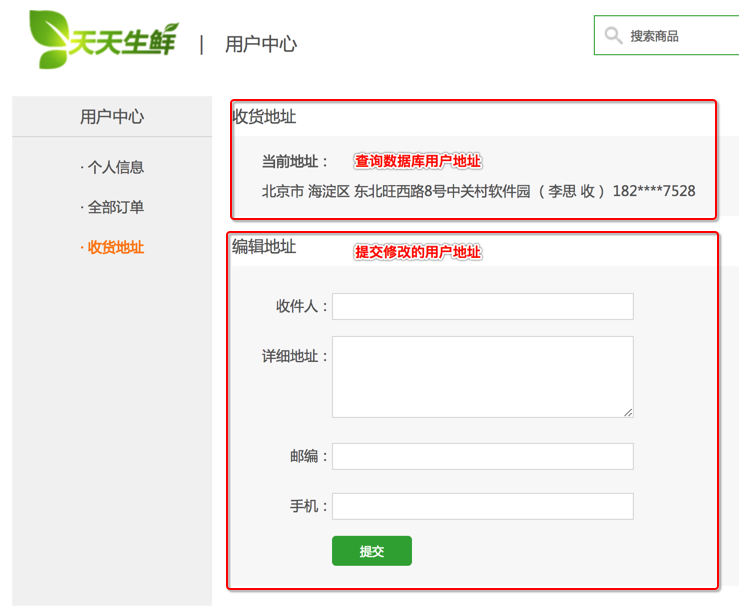 天天生鲜 | 用户中心
搜索商品
用户中心
· 个人信息
· 全部订单
· 收货地址
收货地址
当前地址： 查询数据库用户地址
北京市 海淀区 东北旺西路8号中关村软件园 （ 李思 收 ） 182****7528
编辑地址 提交修改的用户地址
收件人：
详细地址：
邮编：
手机：
提交